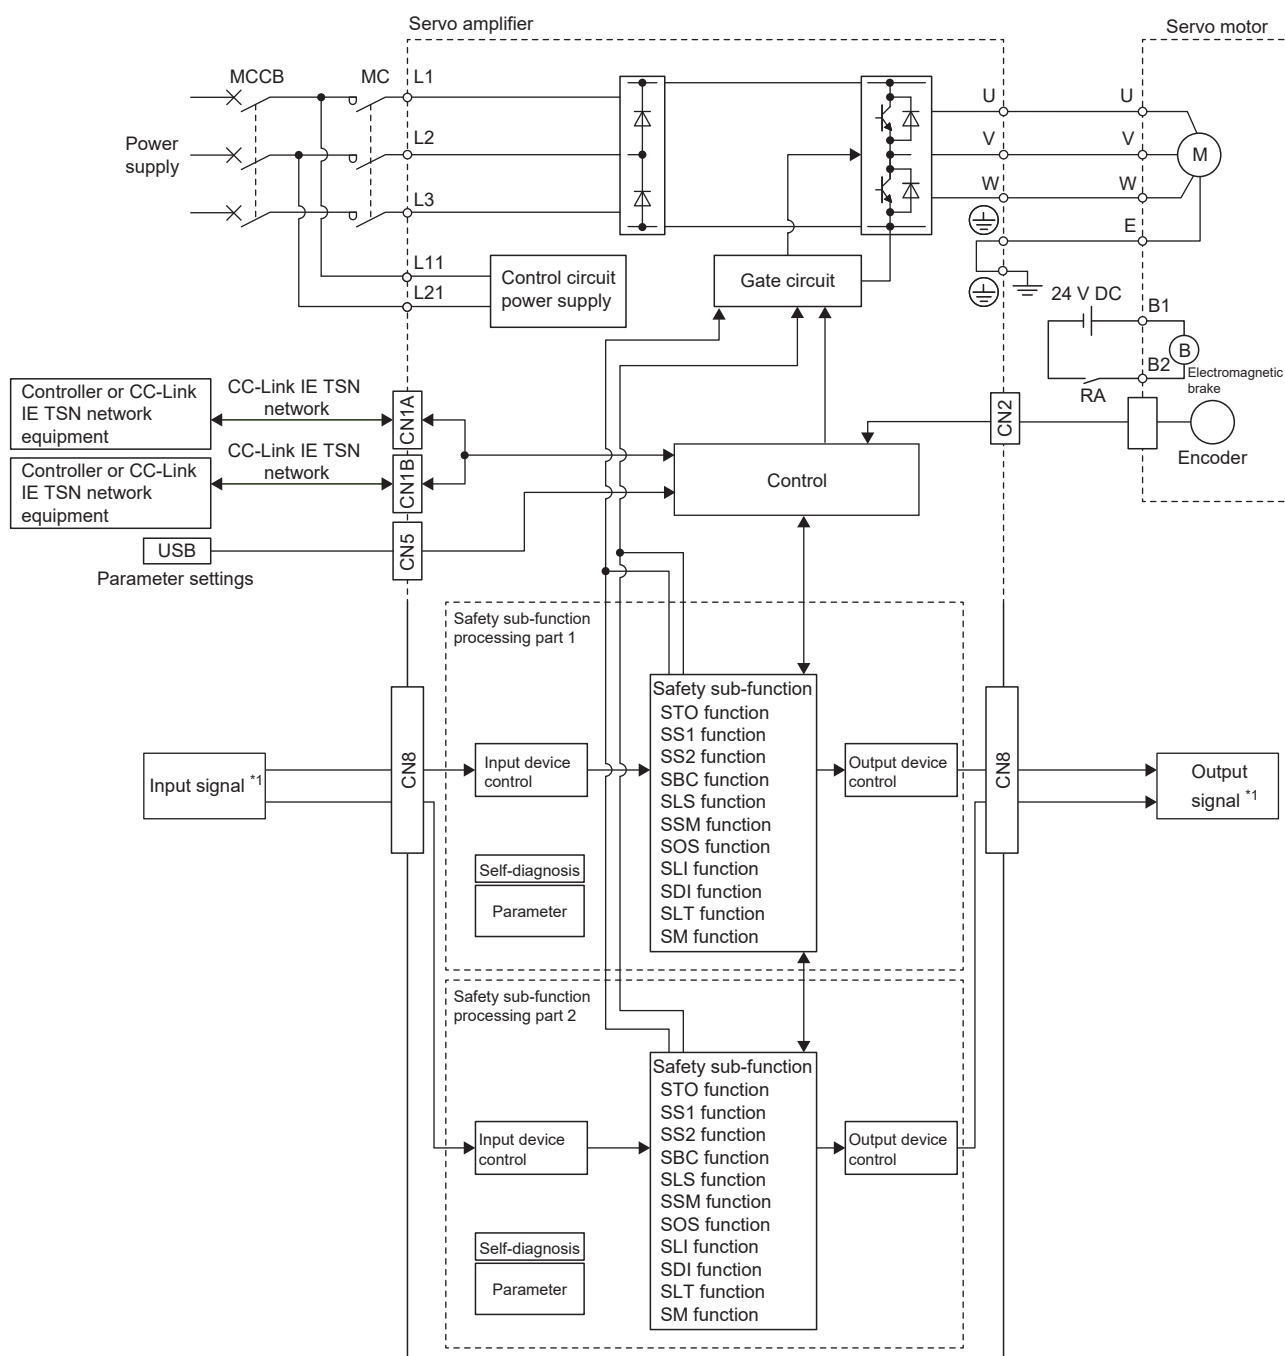 Servo amplifier
Servo motor
MCCB
MC
L1
L2
L3
Power
supply
U
V
W
U
V
W
E
M
L11
L21
Control circuit
power supply
Gate circuit
24 V DC
B1
B2
B
RA
Electromagnetic
brake
Controller or CC-Link
IE TSN network
equipment
CC-Link IE TSN
network
CN1A
CN2
Encoder
Controller or CC-Link
IE TSN network
equipment
CC-Link IE TSN
network
CN1B
Control
USB
CN5
Parameter settings
Safety sub-function
processing part 1
Input signal *1
CN8
Input device
control
Self-diagnosis
Parameter
Safety sub-function
STO function
SS1 function
SS2 function
SBC function
SLS function
SSM function
SOS function
SLI function
SDI function
SLT function
SM function
Output device
control
CN8
Output
signal *1
Safety sub-function
processing part 2
Input device
control
Self-diagnosis
Parameter
Safety sub-function
STO function
SS1 function
SS2 function
SBC function
SLS function
SSM function
SOS function
SLI function
SDI function
SLT function
SM function
Output device
control